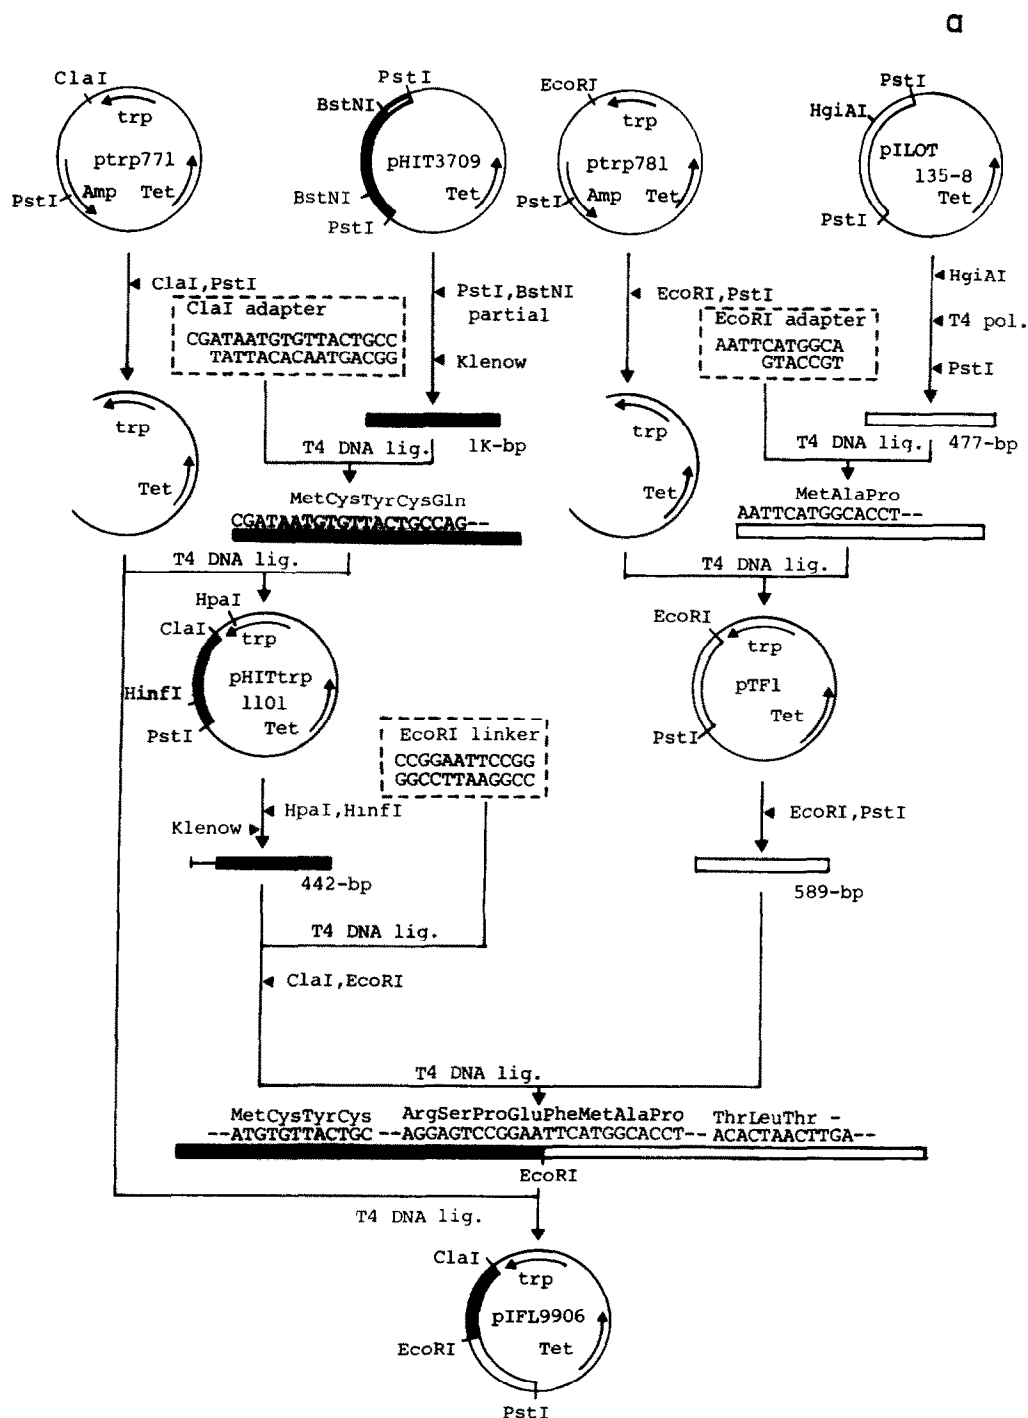 a
ClaI
trp
ptrp771
Amp Tet
PstI
PstI
BstNI
pHIT3709
Tet
BstNI
PstI
EcoRI
trp
ptrp781
Amp Tet
PstI
PstI
HgiAI
pILOT
135-8
Tet
PstI
ClaI,PstI
ClaI adapter
CGATAATGTGTTACTGCC
TATTACACAATGACGG
PstI,BstNI
partial
Klenow
EcoRI,PstI
EcoRI adapter
AATTCATGGCA
GTACCGT
HgiAI
T4 pol.
PstI
trp
Tet
T4 DNA lig.
1K-bp
MetCysTyrCysGln
CGATAATGTGTTACTGCCAG--
trp
Tet
T4 DNA lig.
477-bp
MetAlaPro
AATTCATGGCACCT--
T4 DNA lig.
T4 DNA lig.
HpaI
ClaI
trp
pHITtrp
1101
HinfI
Tet
PstI
EcoRI
trp
pTF1
Tet
PstI
EcoRI linker
CCGGAATTCCGG
GGCCTTAAGGCC
HpaI,HinfI
Klenow
442-bp
EcoRI,PstI
589-bp
T4 DNA lig.
ClaI,EcoRI
T4 DNA lig.
MetCysTyrCys ArgSerProGluPheMetAlaPro ThrLeuThr -
--ATGTGTTACTGC --AGGAGTCCGGAATTCATGGCACCT-- ACACTAACTTGA--
EcoRI
T4 DNA lig.
ClaI
trp
pIFL9906
EcoRI
Tet
PstI